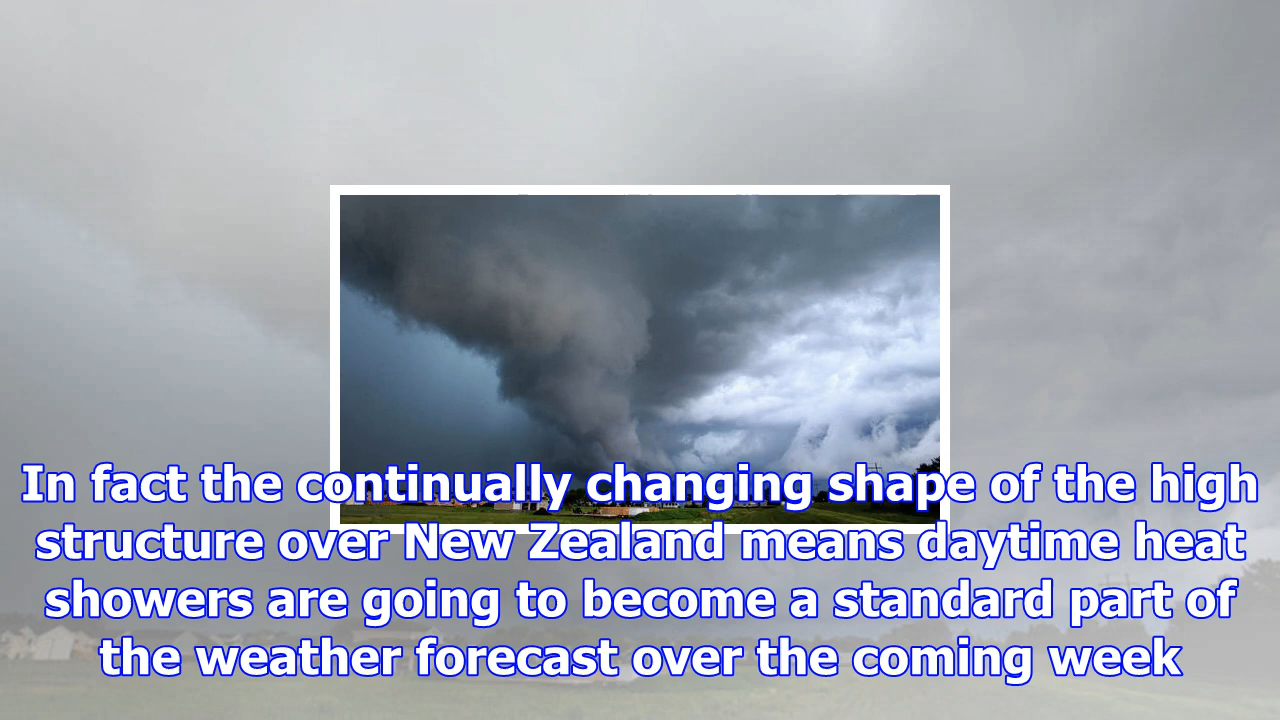 In fact the continually changing shape of the high
structure over New Zealand means daytime heat
showers are going to become a standard part of
the weather forecast over the coming week